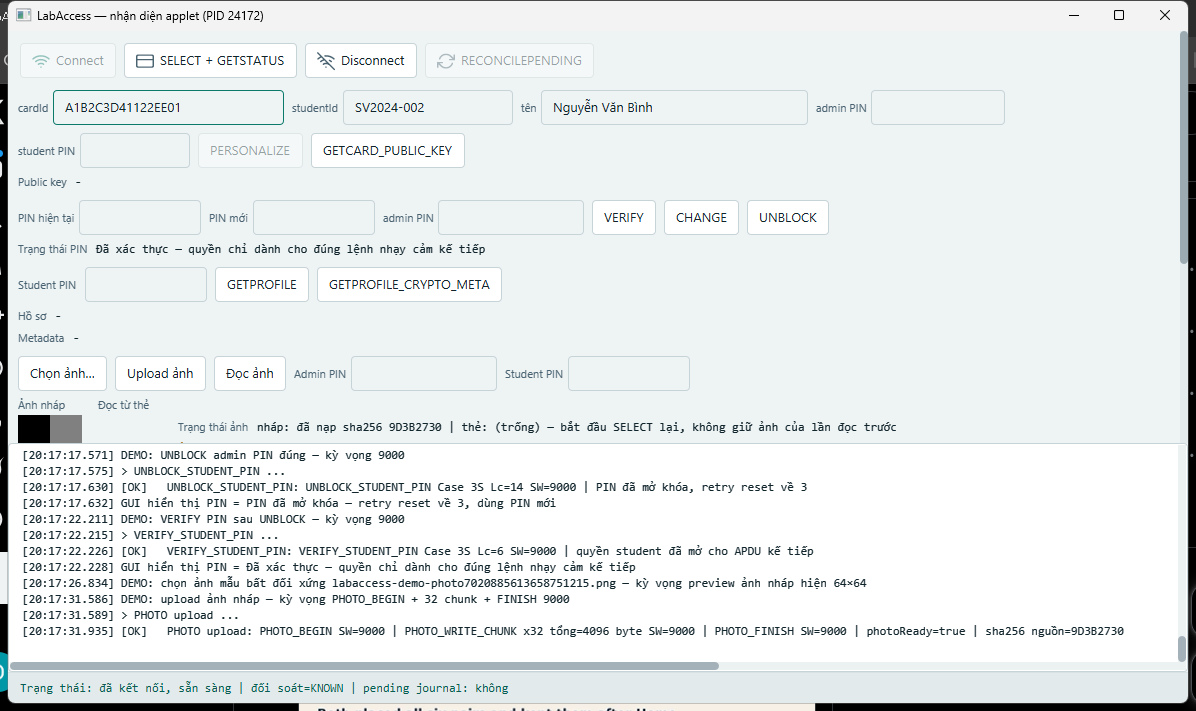 LabAccess — nhận diện applet (PID 24172)
Connect SELECT + GETSTATUS Disconnect RECONCILEPENDING
cardId A1B2C3D41122EE01 studentId SV2024-002 tên Nguyễn Văn Bình admin PIN
student PIN PERSONALIZE GETCARD_PUBLIC_KEY
Public key -
PIN hiện tại PIN mới admin PIN VERIFY CHANGE UNBLOCK
Trạng thái PIN Đã xác thực — quyền chỉ dành cho đúng lệnh nhạy cảm kế tiếp
Student PIN GETPROFILE GETPROFILE_CRYPTO_META
Hồ sơ -
Metadata -
Chọn ảnh... Upload ảnh Đọc ảnh Admin PIN Student PIN
Ảnh nháp Đọc từ thẻ
Trạng thái ảnh nháp: đã nạp sha256 9D3B2730 | thẻ: (trống) — bắt đầu SELECT lại, không giữ ảnh của lần đọc trước
[20:17:17.571] DEMO: UNBLOCK admin PIN đúng — kỳ vọng 9000
[20:17:17.575] > UNBLOCK_STUDENT_PIN ...
[20:17:17.630] [OK] UNBLOCK_STUDENT_PIN: UNBLOCK_STUDENT_PIN Case 3S Lc=14 SW=9000 | PIN đã mở khóa, retry reset về 3
[20:17:17.632] GUI hiển thị PIN = PIN đã mở khóa — retry reset về 3, dùng PIN mới
[20:17:22.211] DEMO: VERIFY PIN sau UNBLOCK — kỳ vọng 9000
[20:17:22.215] > VERIFY_STUDENT_PIN ...
[20:17:22.226] [OK] VERIFY_STUDENT_PIN: VERIFY_STUDENT_PIN Case 3S Lc=6 SW=9000 | quyền student đã mở cho APDU kế tiếp
[20:17:22.228] GUI hiển thị PIN = Đã xác thực — quyền chỉ dành cho đúng lệnh nhạy cảm kế tiếp
[20:17:26.834] DEMO: chọn ảnh mẫu bất đối xứng labaccess-demo-photo7020885613658751215.png — kỳ vọng preview ảnh nháp hiện 64×64
[20:17:31.586] DEMO: upload ảnh nháp — kỳ vọng PHOTO_BEGIN + 32 chunk + FINISH 9000
[20:17:31.589] > PHOTO upload ...
[20:17:31.935] [OK] PHOTO upload: PHOTO_BEGIN SW=9000 | PHOTO_WRITE_CHUNK x32 tổng=4096 byte SW=9000 | PHOTO_FINISH SW=9000 | photoReady=true | sha256 nguồn=9D3B2730
Trạng thái: đã kết nối, sẵn sàng | đối soát=KNOWN | pending journal: không